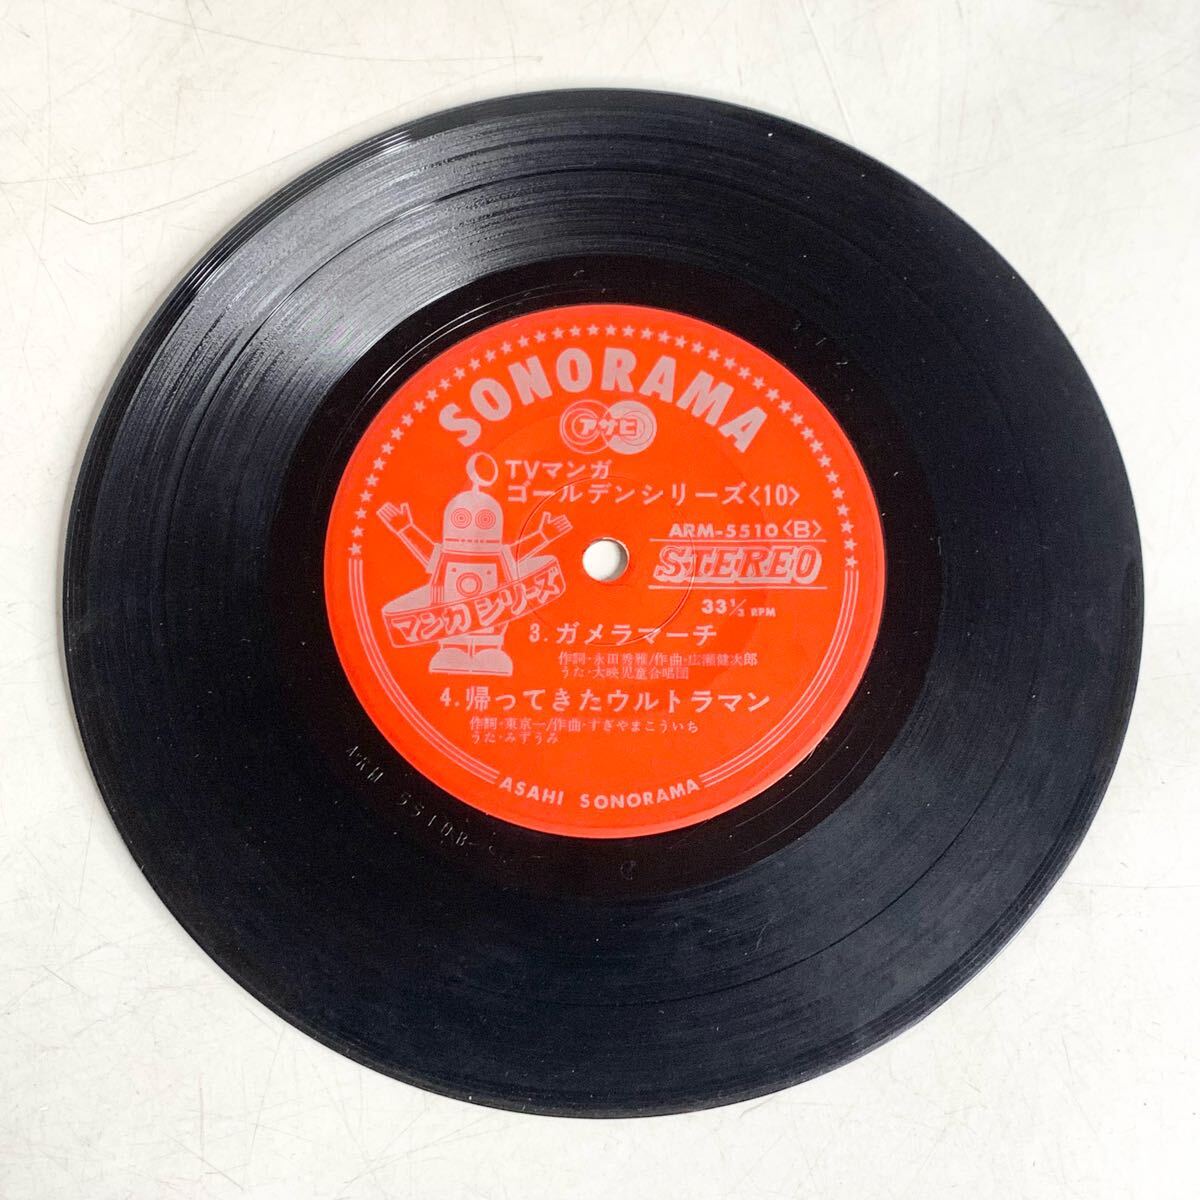 SONORAMA
アサヒ
TVマンガ
ゴールデンシリーズ〈10〉
ARM-5510〈B〉
STEREO
33⅓ RPM
マンガシリーズ
3.ガメラマーチ
作詞・永田秀雅/作曲・広瀬健次郎
うた・大映児童合唱団
4.帰ってきたウルトラマン
作詞・東京一/作曲・すぎやまこういち
うた・みすずうみ
ASAHI SONORAMA